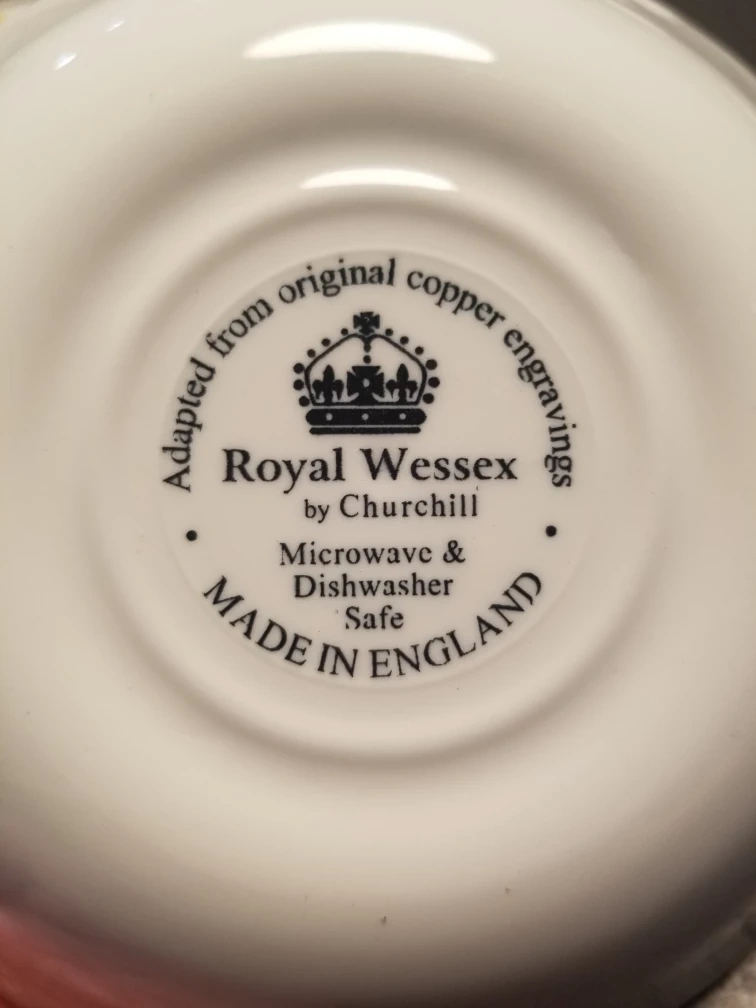 Adapted from original copper engravings
Royal Wessex
by Churchill
Microwave &
Dishwasher
Safe
• MADE IN ENGLAND •